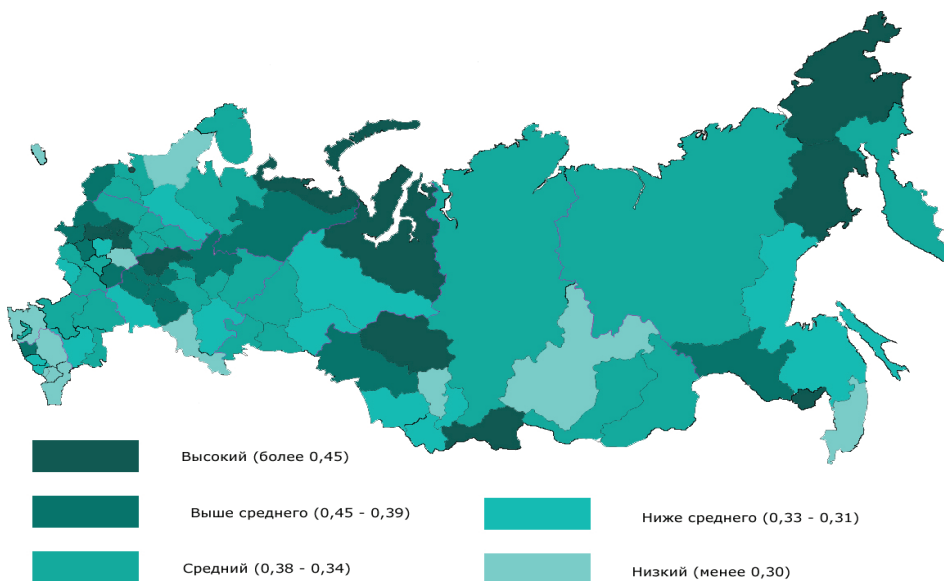 Высокий (более 0,45)
Выше среднего (0,45 - 0,39)
Средний (0,38 - 0,34)
Ниже среднего (0,33 - 0,31)
Низкий (менее 0,30)